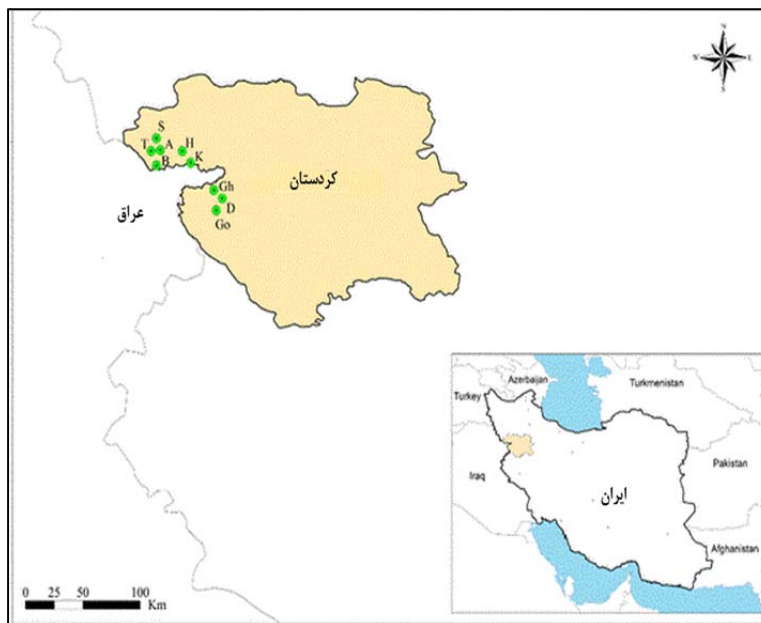 N
W E
S
S
T A H
B K
کردستان
Gh
D
Go
عراق
Azerbaijan
Turkmenistan
Turkey
Iraq
Pakistan
ایران
Afghanistan
0 25 50 100
Km